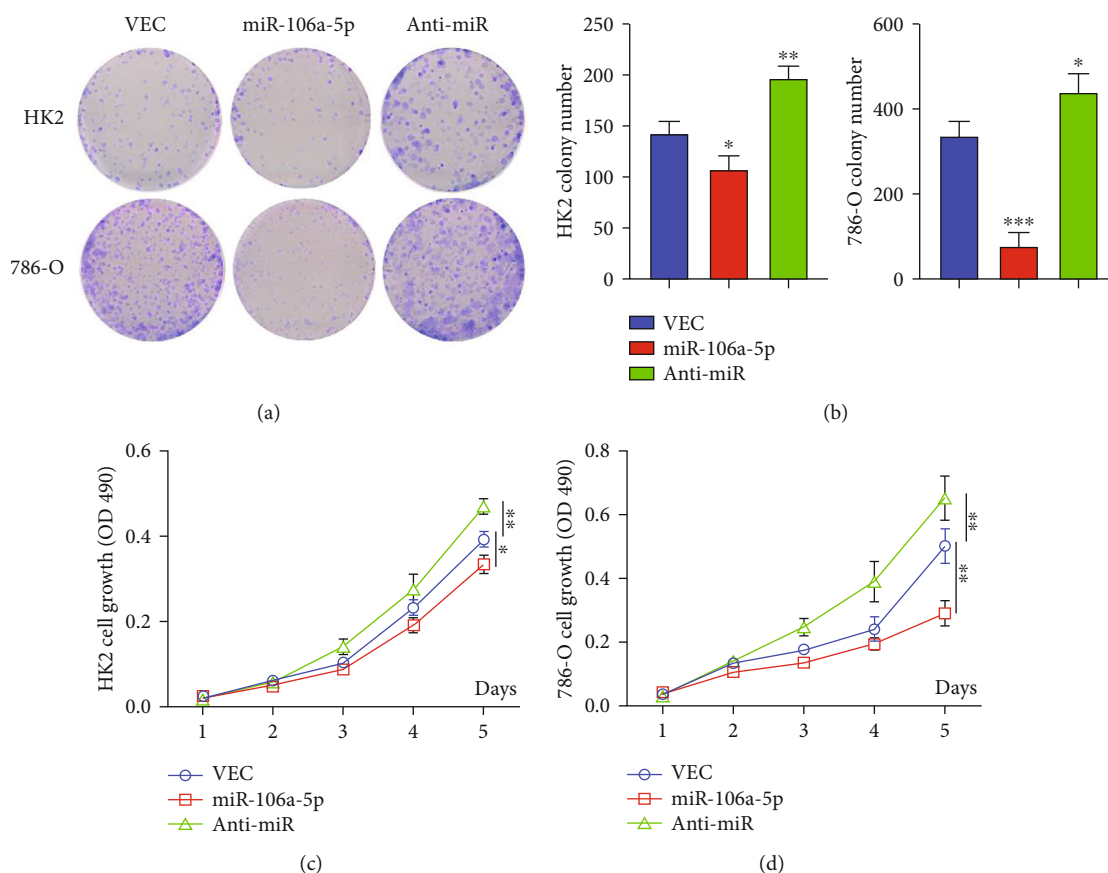 VEC miR-106a-5p Anti-miR
HK2
786-O
(a)
HK2 colony number
250
200
150
100
50
0
*
**
786-O colony number
600
400
200
0
***
*
VEC
miR-106a-5p
Anti-miR
(b)
HK2 cell growth (OD 490)
0.6
0.4
0.2
0.0
**
*
Days
1 2 3 4 5
VEC
miR-106a-5p
Anti-miR
(c)
786-O cell growth (OD 490)
0.8
0.6
0.4
0.2
0.0
**
**
Days
1 2 3 4 5
VEC
miR-106a-5p
Anti-miR
(d)